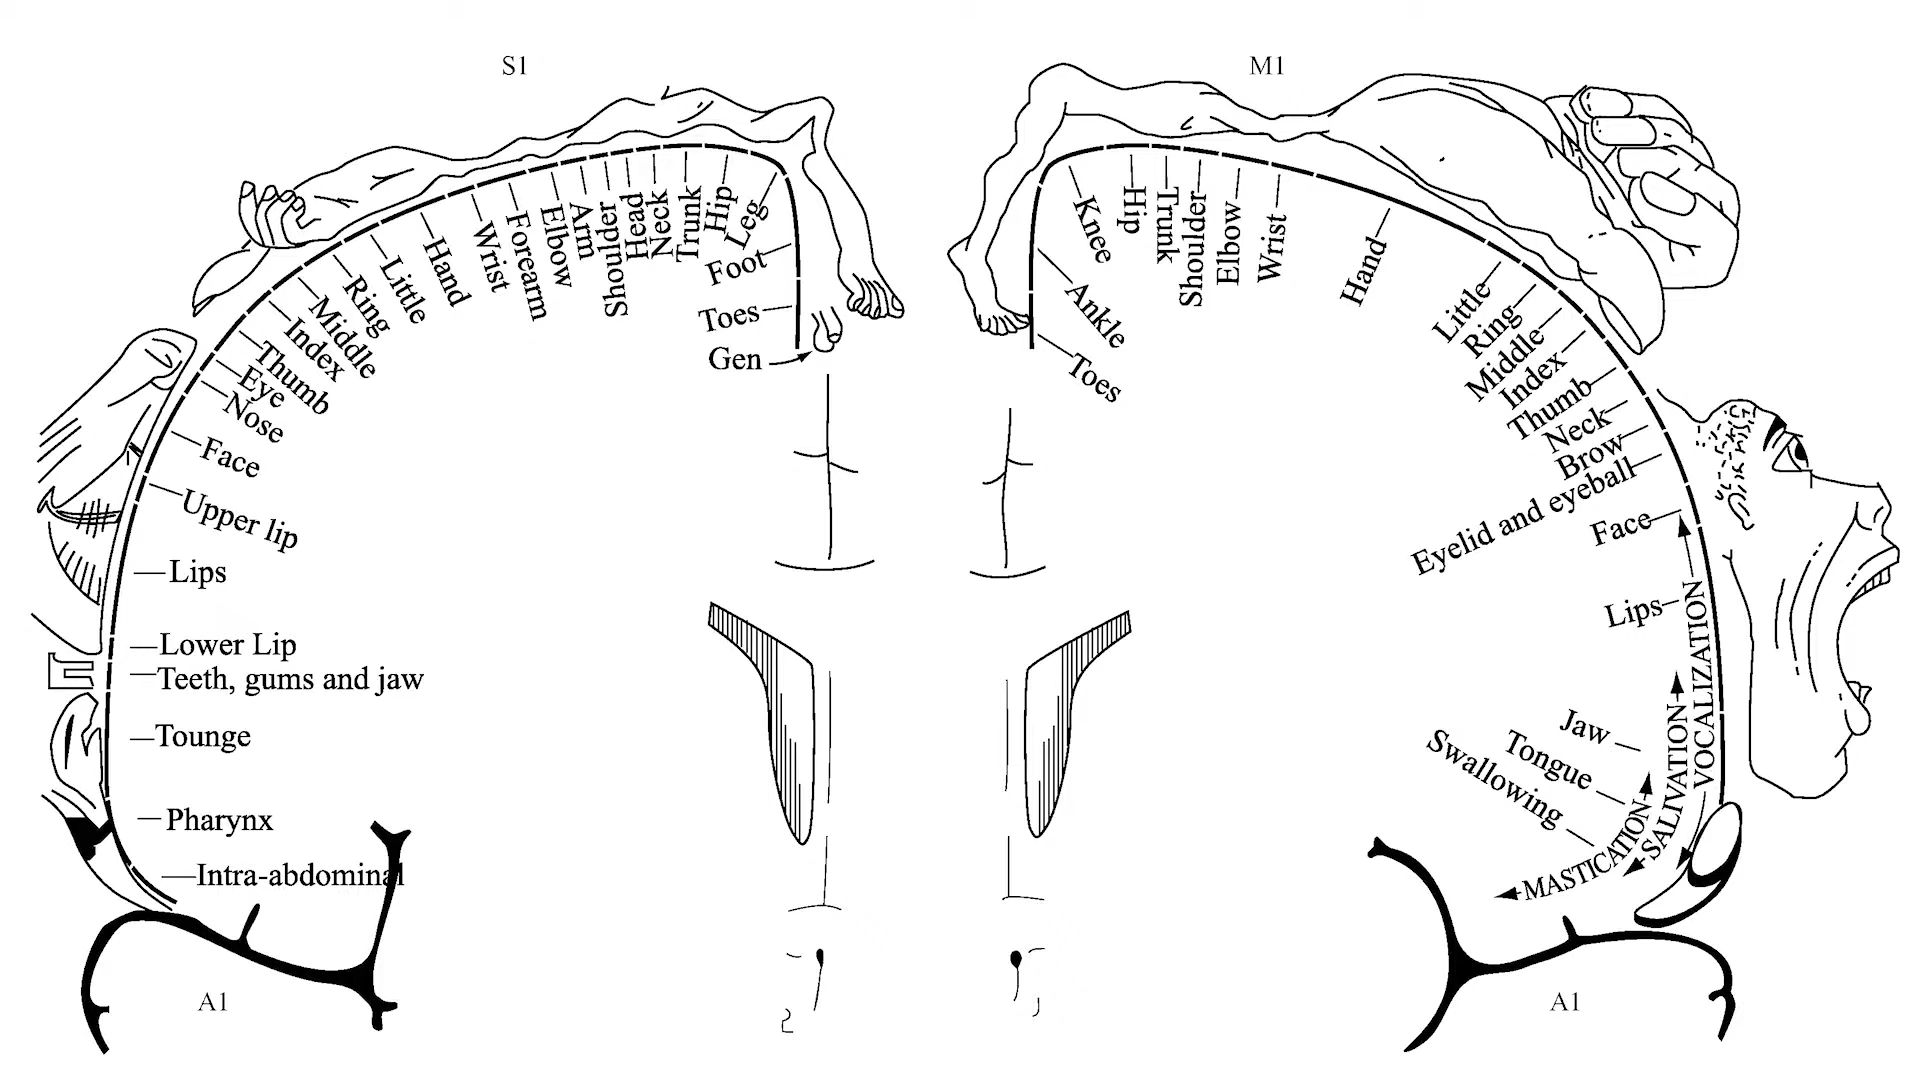 S1
M1
Leg
Hip
Trunk
Neck
Head
Shoulder
Arm
Elbow
Forearm
Wrist
Hand
Little
Ring
Middle
Index
Thumb
Eye
Nose
Face
Upper lip
Lips
Lower Lip
Teeth, gums and jaw
Tounge
Pharynx
Intra-abdominal
Foot
Toes
Gen
A1
Knee
Hip
Trunk
Shoulder
Elbow
Wrist
Hand
Little
Ring
Middle
Index
Thumb
Neck
Brow
Eyelid and eyeball
Face
Lips
Jaw
Tongue
Swallowing
Ankle
Toes
VOCALIZATION
SALIVATION
MASTICATION
A1